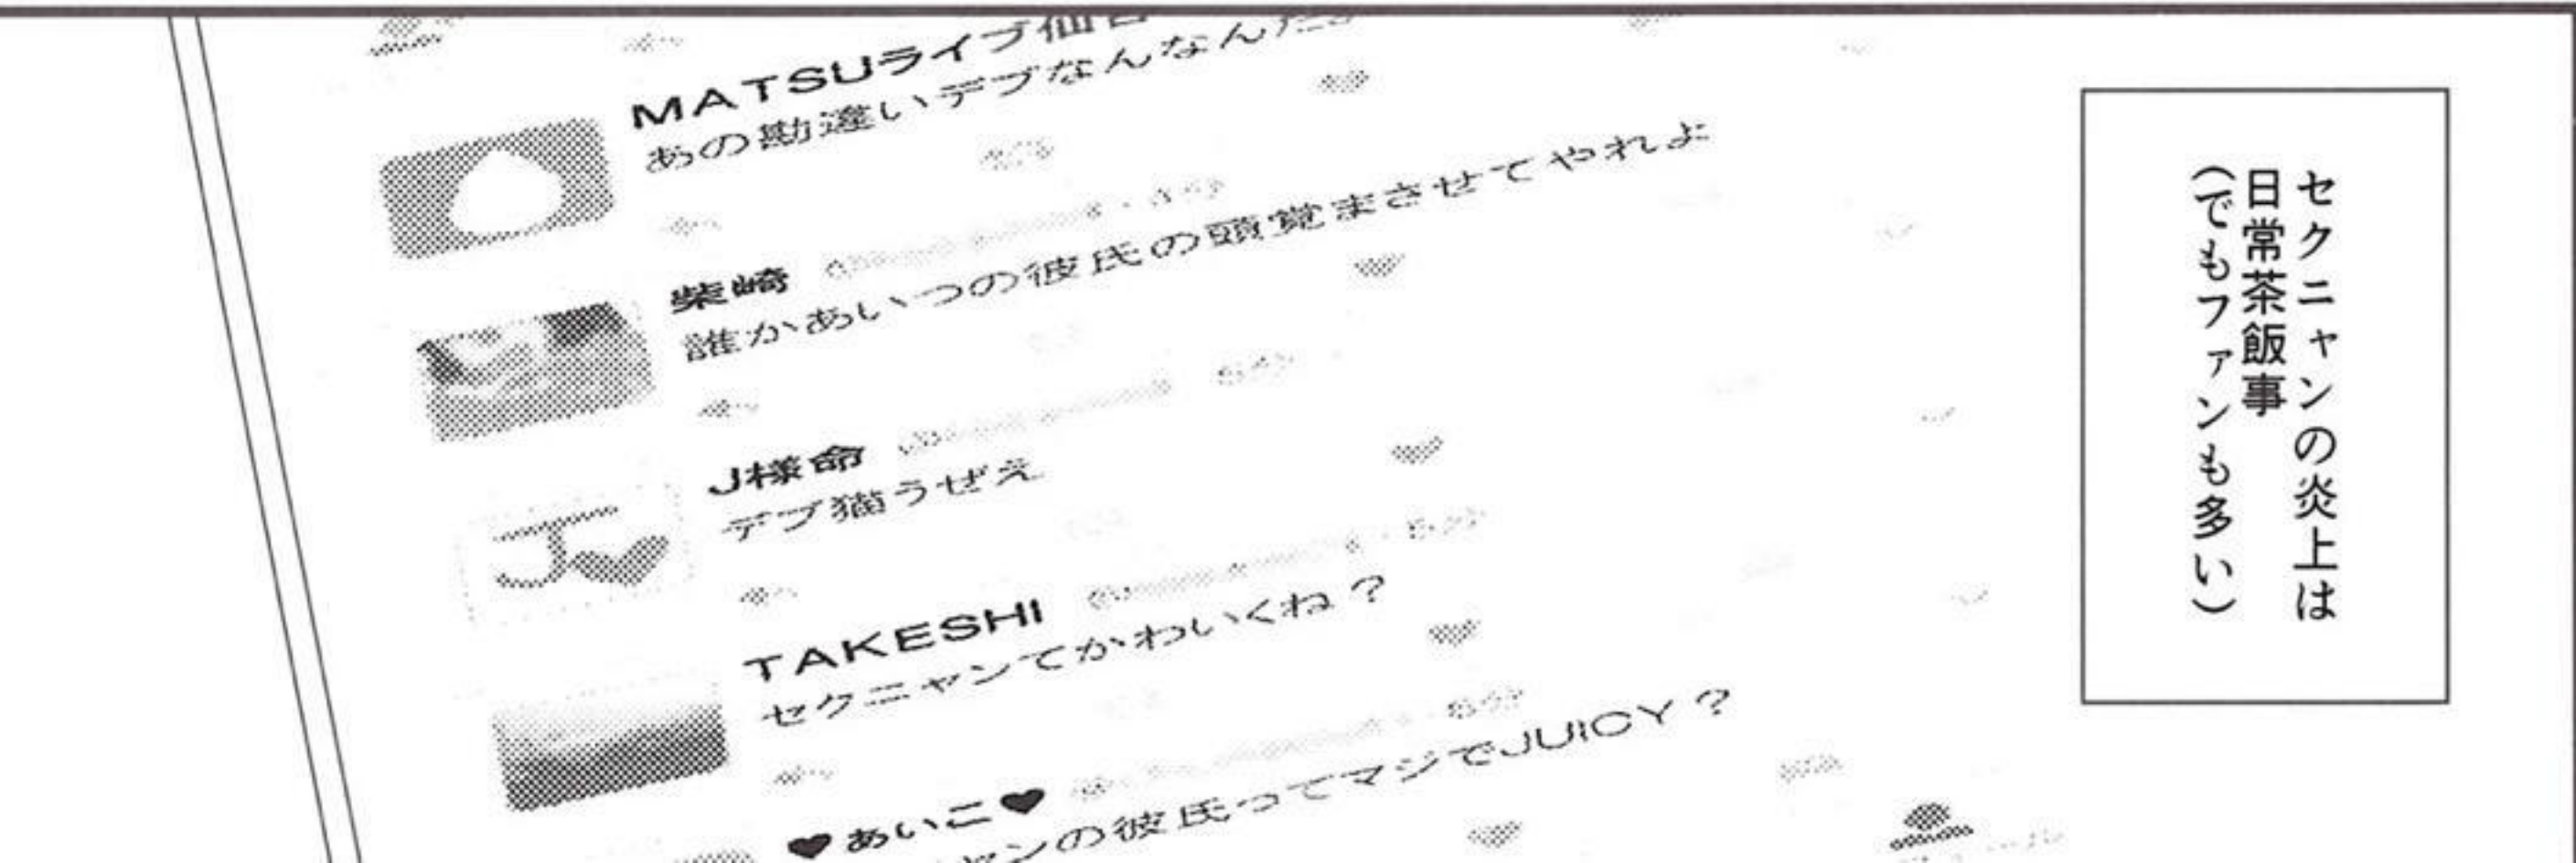 セクニャンの炎上は
日常茶飯事
(でもファンも多い)
MATSUライブ仙台
あの勘違いデブなんなんだ
柴崎
誰かあいつの彼氏の頭覚まさせてやれよ
J様命
デブ猫うぜえ
J
TAKESHI
セクニャンてかわいくね?
♥あいこ♥
ャンの彼氏ってマジでJUICY?